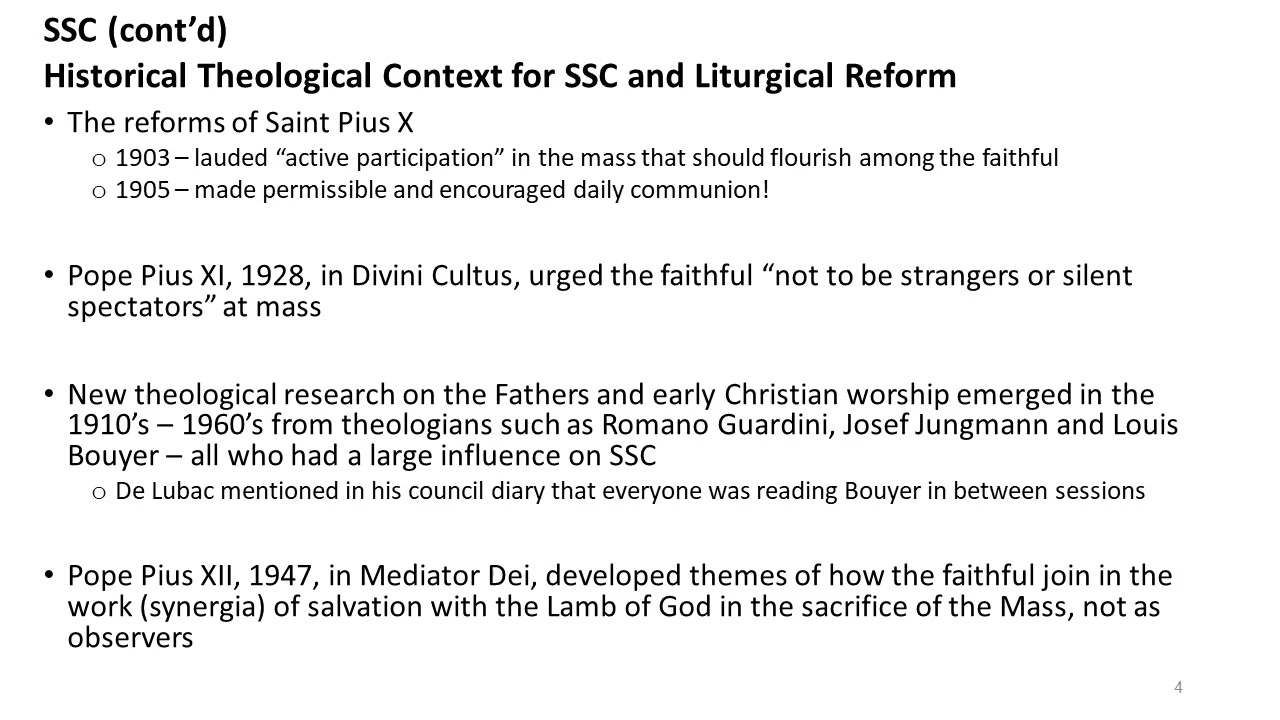 SSC (cont’d)
Historical Theological Context for SSC and Liturgical Reform
• The reforms of Saint Pius X
o 1903 – lauded “active participation” in the mass that should flourish among the faithful
o 1905 – made permissible and encouraged daily communion!
• Pope Pius XI, 1928, in Divini Cultus, urged the faithful “not to be strangers or silent
spectators” at mass
• New theological research on the Fathers and early Christian worship emerged in the
1910’s – 1960’s from theologians such as Romano Guardini, Josef Jungmann and Louis
Bouyer – all who had a large influence on SSC
o De Lubac mentioned in his council diary that everyone was reading Bouyer in between sessions
• Pope Pius XII, 1947, in Mediator Dei, developed themes of how the faithful join in the
work (synergia) of salvation with the Lamb of God in the sacrifice of the Mass, not as
observers
4